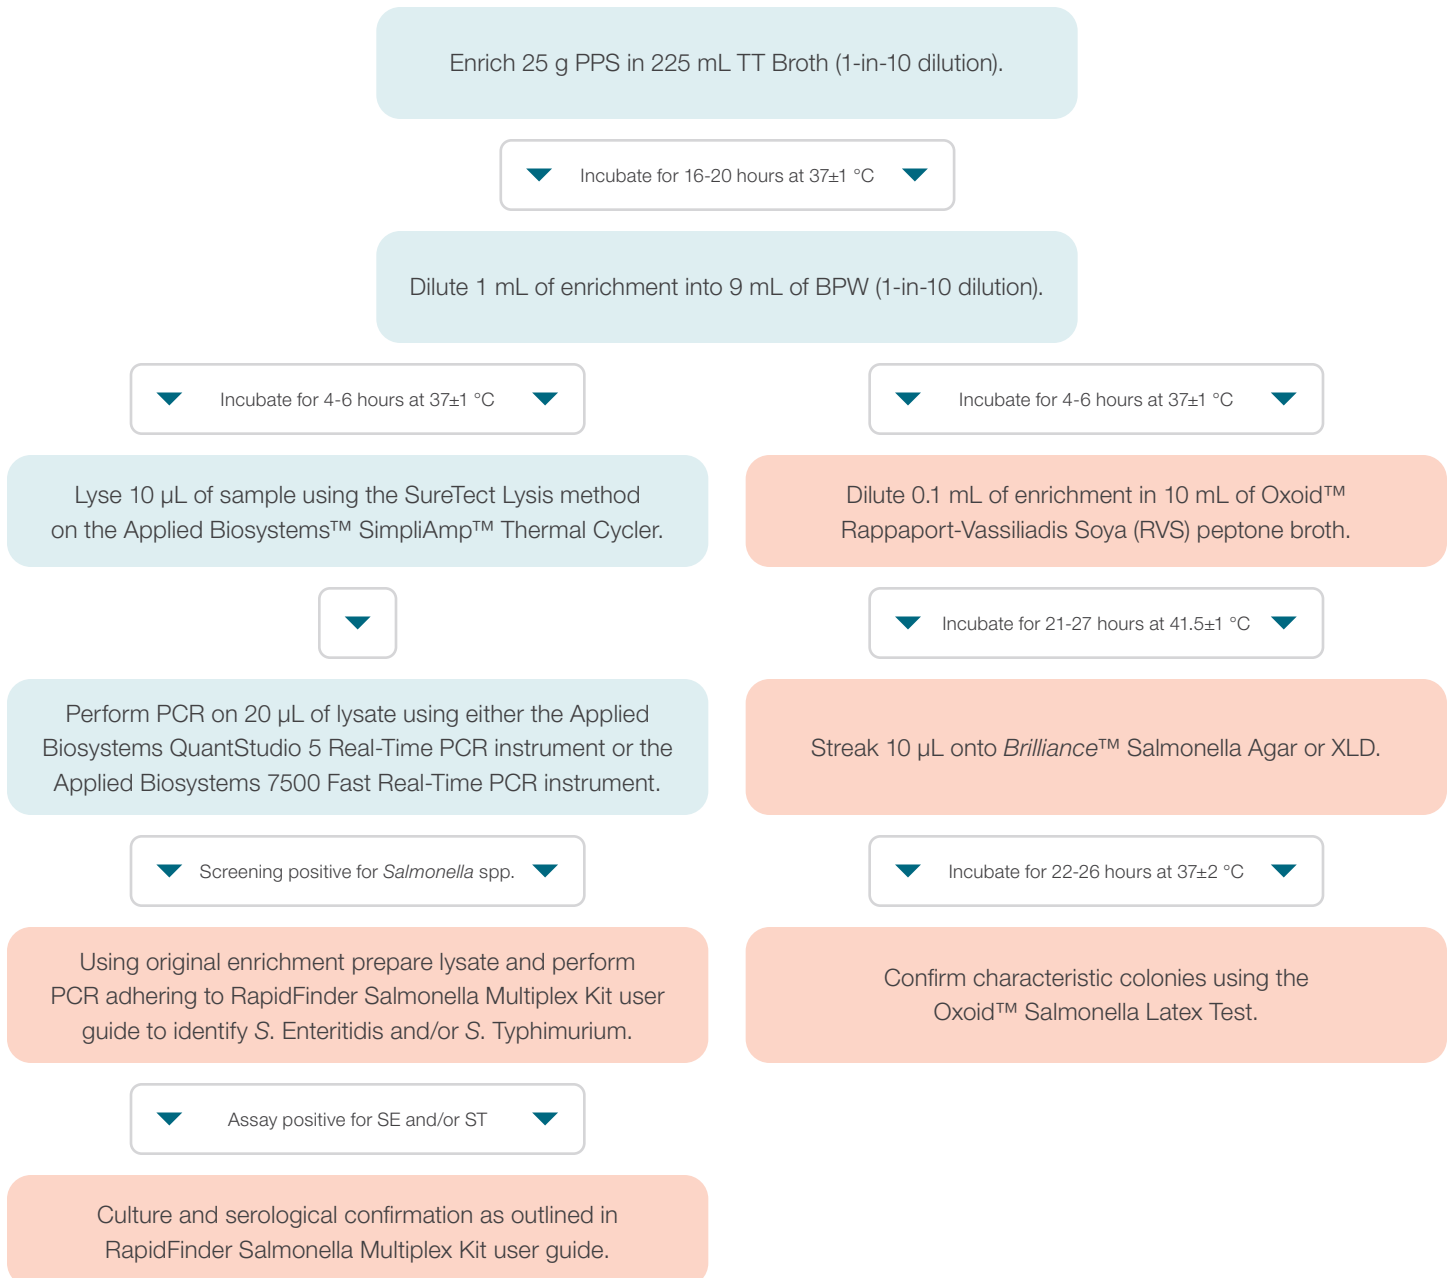 Enrich 25 g PPS in 225 mL TT Broth (1-in-10 dilution).
Incubate for 16-20 hours at 37±1 °C
Dilute 1 mL of enrichment into 9 mL of BPW (1-in-10 dilution).
Incubate for 4-6 hours at 37±1 °C
Lyse 10 µL of sample using the SureTect Lysis method
on the Applied Biosystems™ SimpliAmp™ Thermal Cycler.
Perform PCR on 20 µL of lysate using either the Applied
Biosystems QuantStudio 5 Real-Time PCR instrument or the
Applied Biosystems 7500 Fast Real-Time PCR instrument.
Screening positive for Salmonella spp.
Using original enrichment prepare lysate and perform
PCR adhering to RapidFinder Salmonella Multiplex Kit user
guide to identify S. Enteritidis and/or S. Typhimurium.
Assay positive for SE and/or ST
Culture and serological confirmation as outlined in
RapidFinder Salmonella Multiplex Kit user guide.
Incubate for 4-6 hours at 37±1 °C
Dilute 0.1 mL of enrichment in 10 mL of Oxoid™
Rappaport-Vassiliadis Soya (RVS) peptone broth.
Incubate for 21-27 hours at 41.5±1 °C
Streak 10 µL onto Brilliance™ Salmonella Agar or XLD.
Incubate for 22-26 hours at 37±2 °C
Confirm characteristic colonies using the
Oxoid™ Salmonella Latex Test.